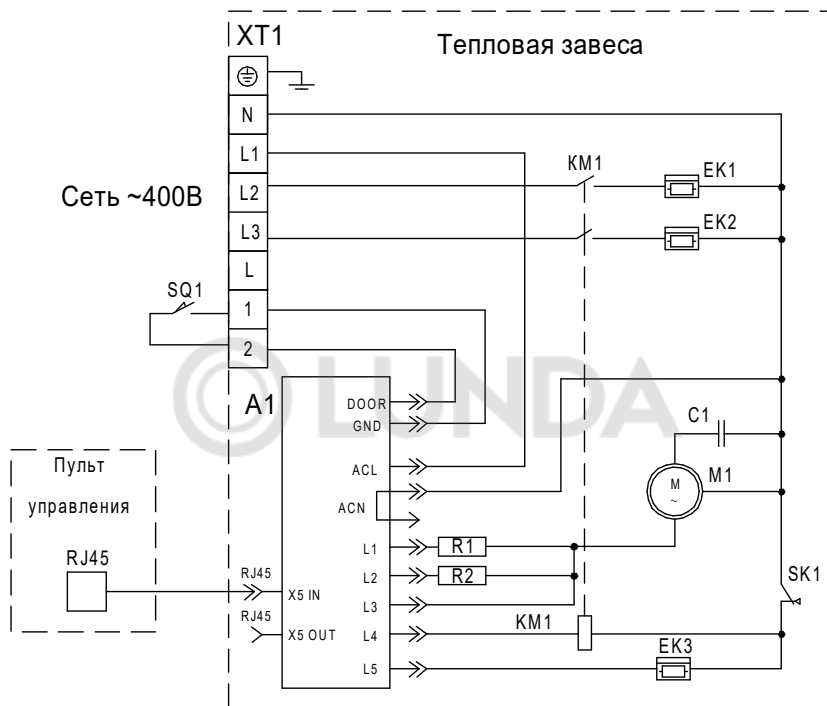 XT1
Тепловая завеса
N
L1
L2
L3
L
1
2
Сеть ~400В
SQ1
KM1
EK1
EK2
LUNDA
A1
DOOR
GND
ACL
ACN
L1
L2
L3
L4
L5
R1
R2
C1
M
~
M1
SK1
KM1
EK3
Пульт
управления
RJ45
RJ45
X5 IN
RJ45
X5 OUT